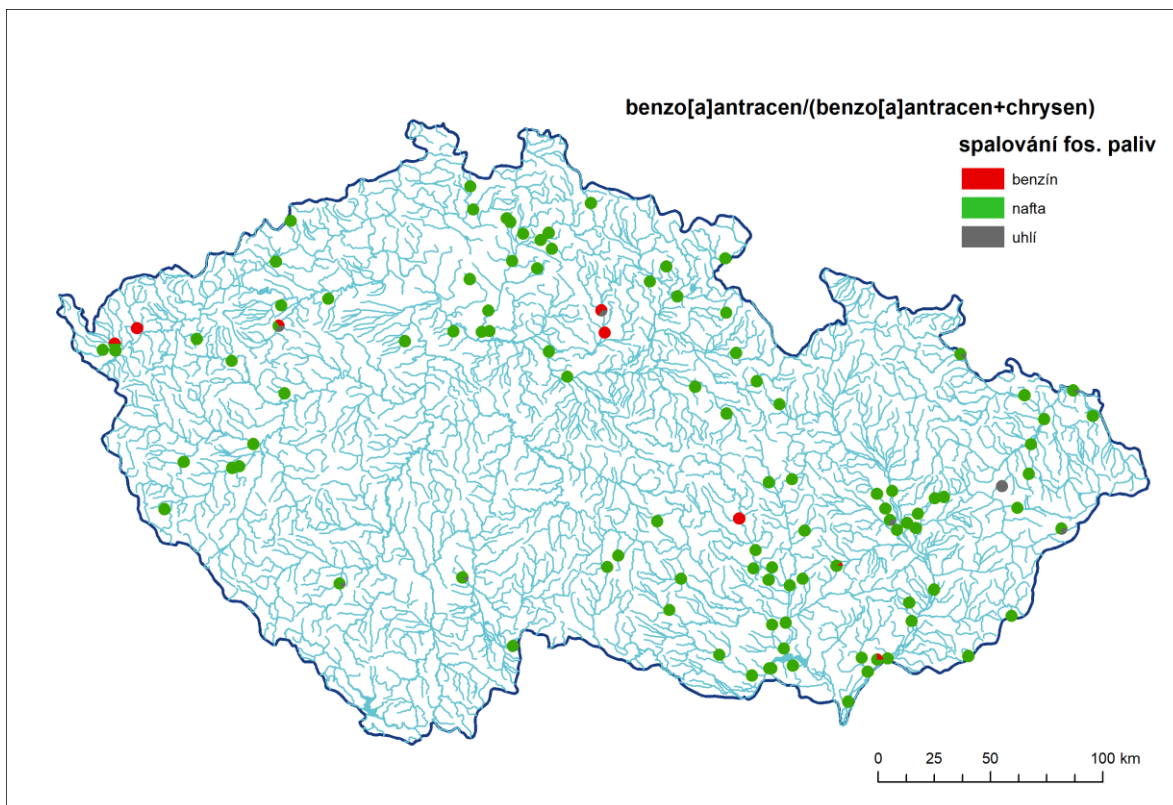 benzo[a]antracen/(benzo[a]antracen+chrysen)
spalování fos. paliv
benzín
nafta
uhlí
0 25 50 100 km